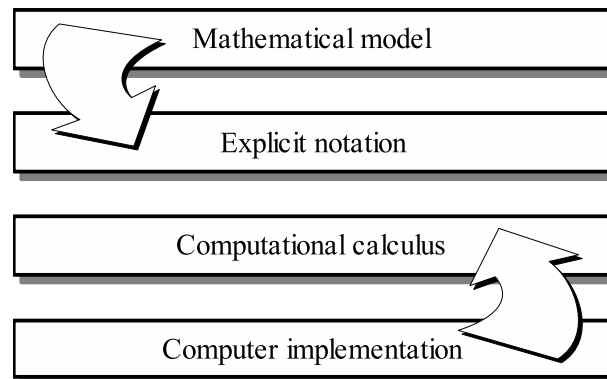 Mathematical model
Explicit notation
Computational calculus
Computer implementation